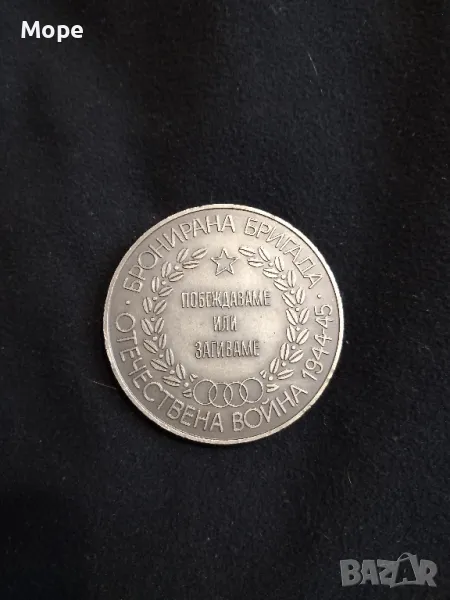 Море
· БРОНИРАНА БРИГАДА ·
ПОБЕЖДАВАМЕ
ИЛИ
ЗАГИВАМЕ
ОТЕЧЕСТВЕНА ВОЙНА 1944-45
BAZAR